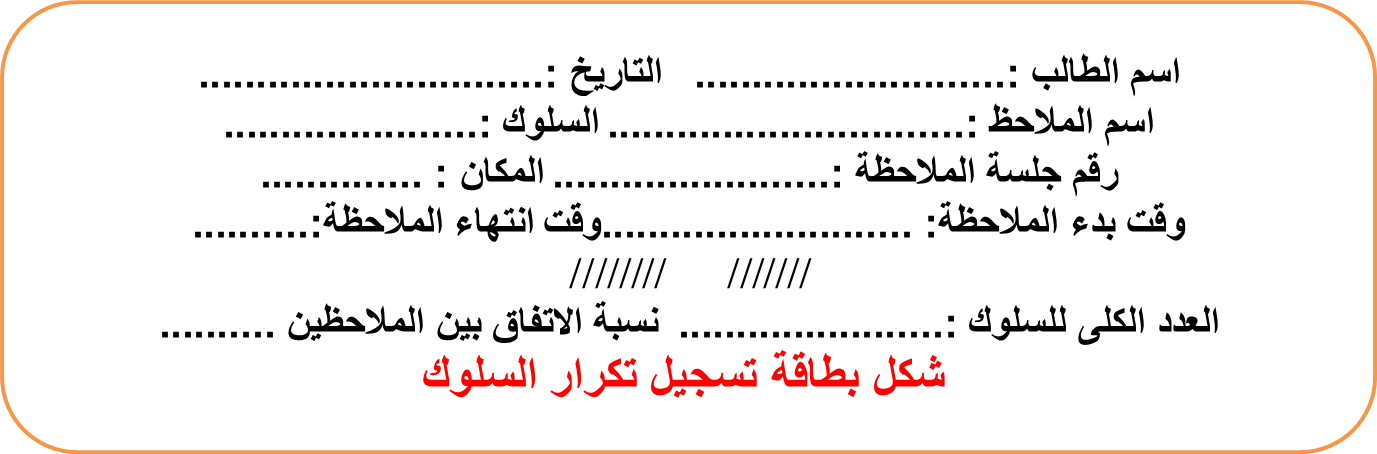 اسم الطالب :........................... التاريخ :..............................
اسم الملاحظ :............................... السلوك :......................
رقم جلسة الملاحظة :........................ المكان : ..............
وقت بدء الملاحظة: ...........................وقت انتهاء الملاحظة:..........
/////// ////////
العدد الكلى للسلوك :....................... نسبة الاتفاق بين الملاحظين ..........
شكل بطاقة تسجيل تكرار السلوك